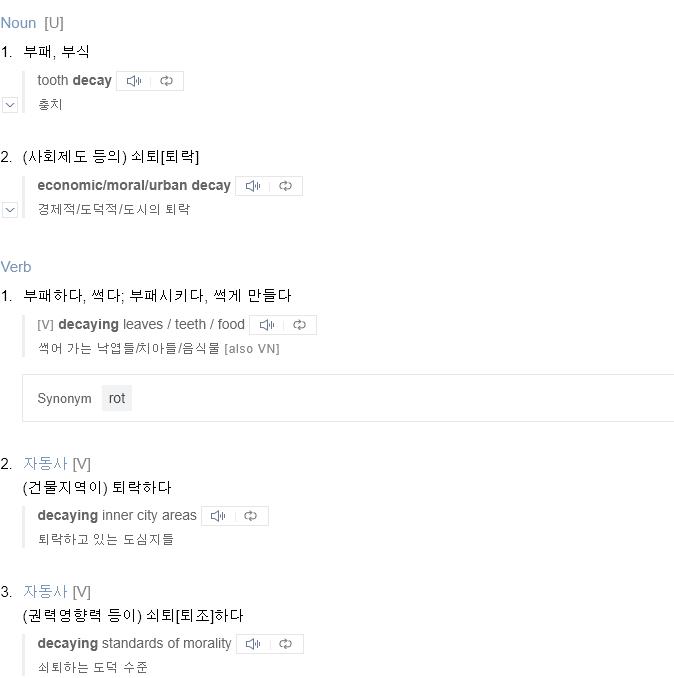 Noun [U]
1. 부패, 부식
tooth decay
충치
2. (사회제도 등의) 쇠퇴[퇴락]
economic/moral/urban decay
경제적/도덕적/도시의 퇴락
Verb
1. 부패하다, 썩다; 부패시키다, 썩게 만들다
[V] decaying leaves / teeth / food
썩어 가는 낙엽들/치아들/음식물 [also VN]
Synonym rot
2. 자동사 [V]
(건물지역이) 퇴락하다
decaying inner city areas
퇴락하고 있는 도심지들
3. 자동사 [V]
(권력영향력 등이) 쇠퇴[퇴조]하다
decaying standards of morality
쇠퇴하는 도덕 수준